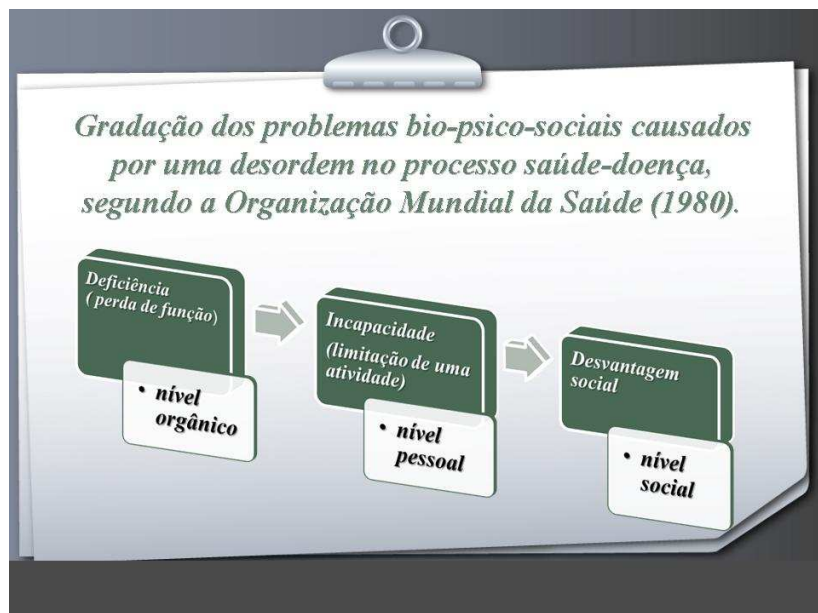 Gradação dos problemas bio-psico-sociais causados
por uma desordem no processo saúde-doença,
segundo a Organização Mundial da Saúde (1980).
Deficiência
( perda de função)
• nível
orgânico
Incapacidade
(limitação de uma
atividade)
• nível
pessoal
Desvantagem
social
• nível
social